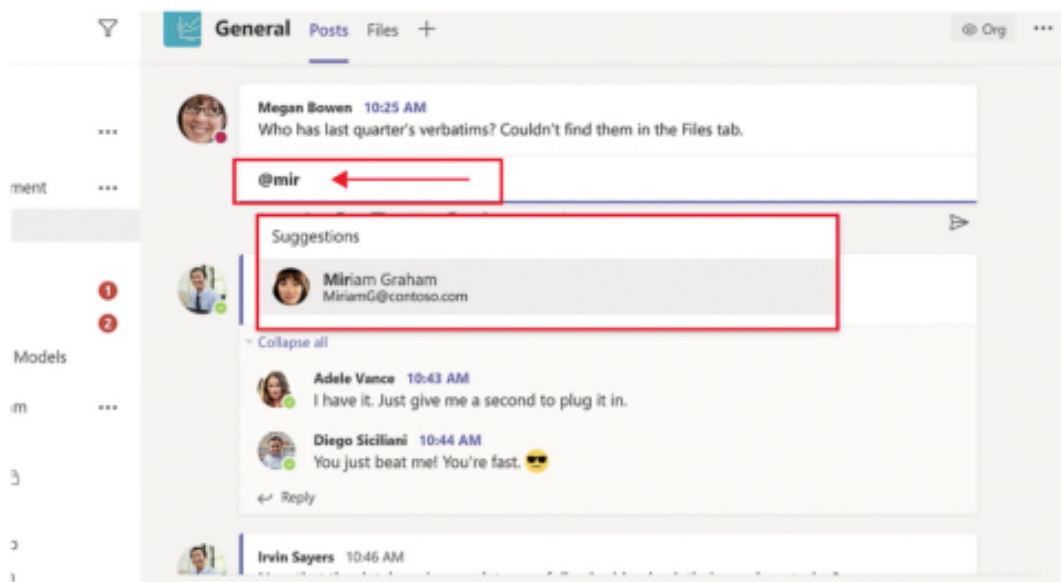 General Posts Files +
Org
Megan Bowen 10:25 AM
Who has last quarter's verbatims? Couldn't find them in the Files tab.
@mir
ment
Suggestions
Miriam Graham
MiriamG@contoso.com
1
2
Collapse all
Models
Adele Vance 10:43 AM
I have it. Just give me a second to plug it in.
m
Diego Siciliani 10:44 AM
You just beat me! You're fast. 😎
Reply
Irvin Sayers 10:46 AM